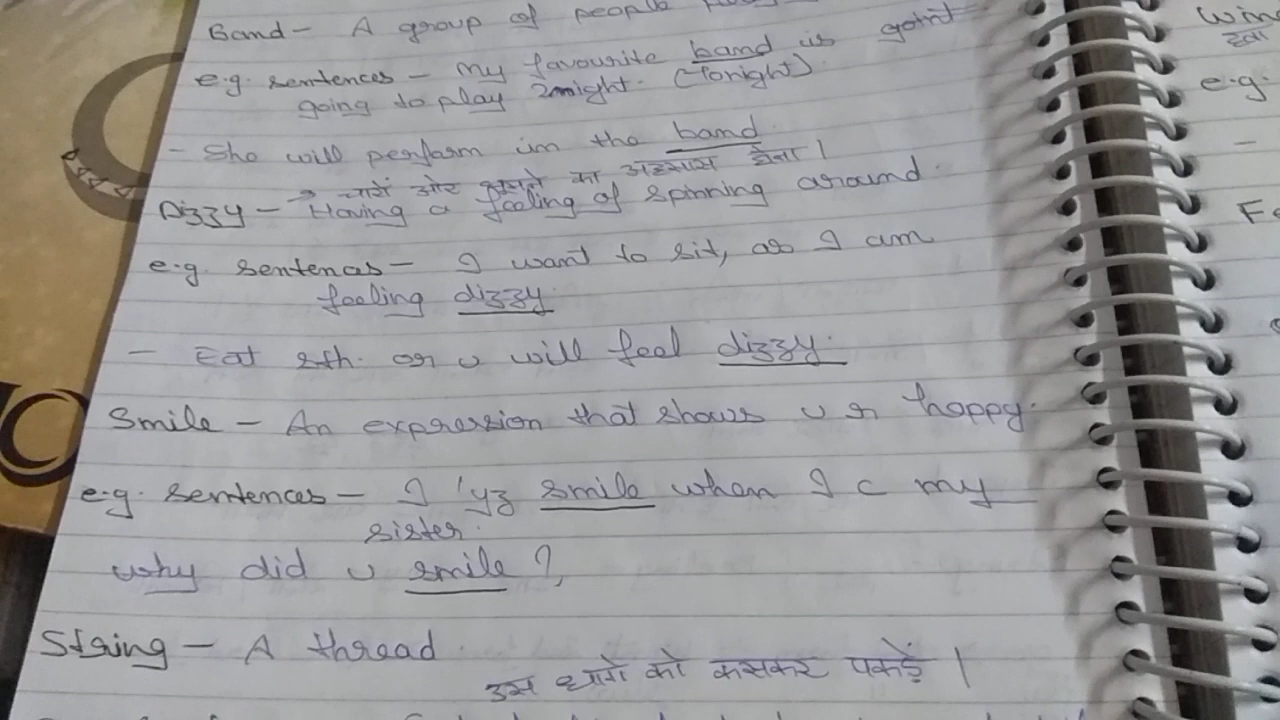 Band - A group of people
e.g. sentences - My favourite band is goint
going to play 2night. (Tonight)
- She will perform in the band.
→ चारों ओर घूमने का अहसास होना।
Dizzy - Having a feeling of spinning around.
e.g. sentences - I want to sit, as I am
feeling dizzy.
- Eat sth. or u will feel dizzy.
Smile - An expression that shows u r happy.
e.g. sentences - I 'yz smile when I c my
sister.
why did u smile?
String - A thread.
उस धागे को कसकर पकड़ें।
Win
हवा
e.g.
-